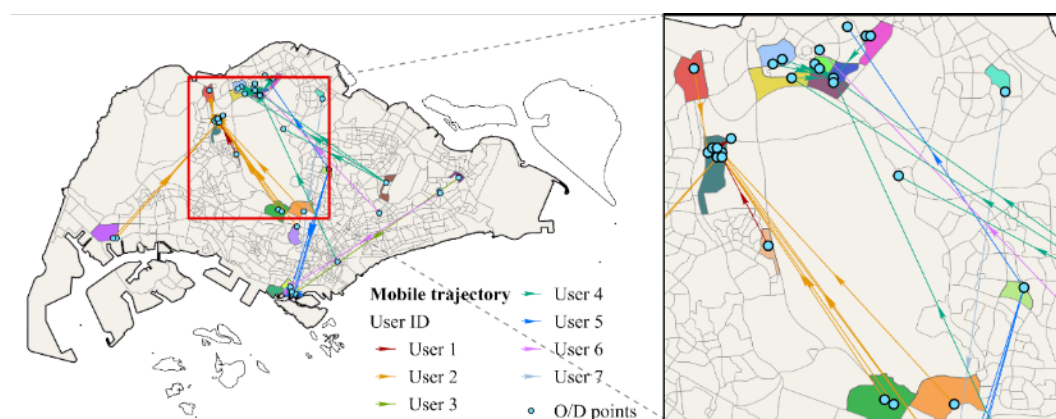 Mobile trajectory
User ID
User 1
User 2
User 3
User 4
User 5
User 6
User 7
O/D points